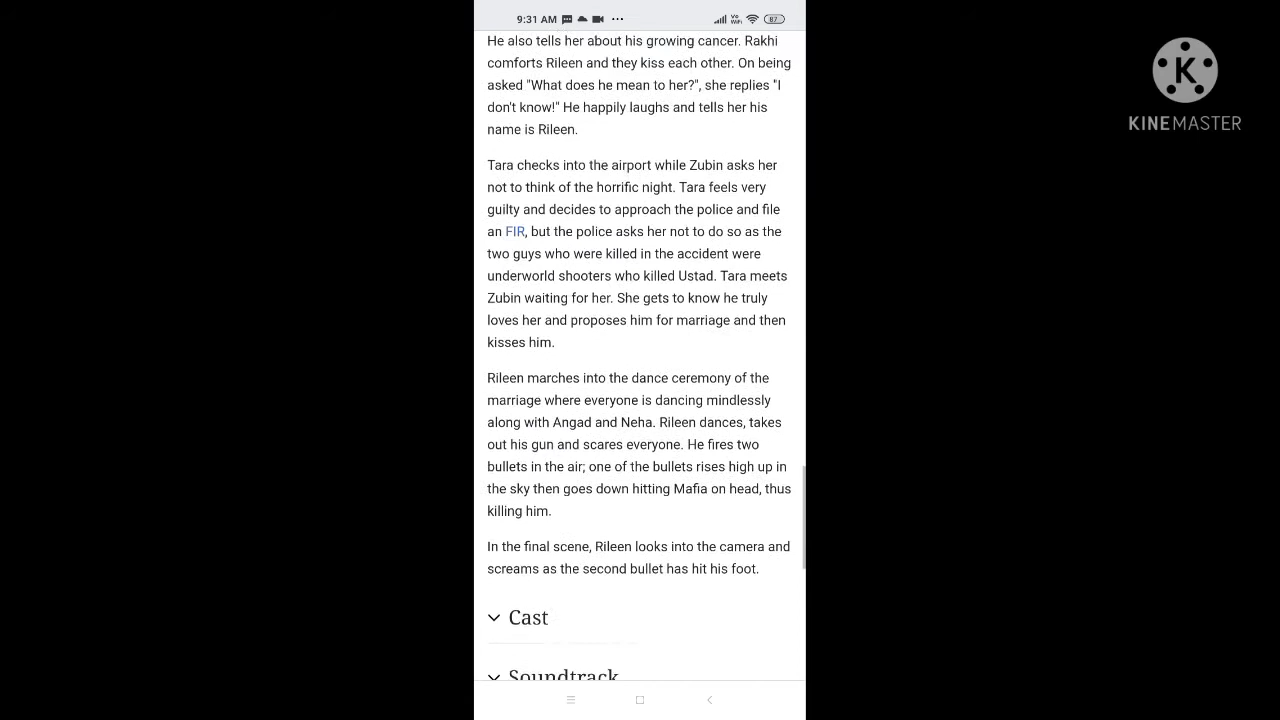 9:31 AM
Vo
WiFi
87
He also tells her about his growing cancer. Rakhi
comforts Rileen and they kiss each other. On being
asked "What does he mean to her?", she replies "I
don't know!" He happily laughs and tells her his
name is Rileen.
Tara checks into the airport while Zubin asks her
not to think of the horrific night. Tara feels very
guilty and decides to approach the police and file
an FIR, but the police asks her not to do so as the
two guys who were killed in the accident were
underworld shooters who killed Ustad. Tara meets
Zubin waiting for her. She gets to know he truly
loves her and proposes him for marriage and then
kisses him.
Rileen marches into the dance ceremony of the
marriage where everyone is dancing mindlessly
along with Angad and Neha. Rileen dances, takes
out his gun and scares everyone. He fires two
bullets in the air; one of the bullets rises high up in
the sky then goes down hitting Mafia on head, thus
killing him.
In the final scene, Rileen looks into the camera and
screams as the second bullet has hit his foot.
Cast
Soundtrack
K
KINEMASTER